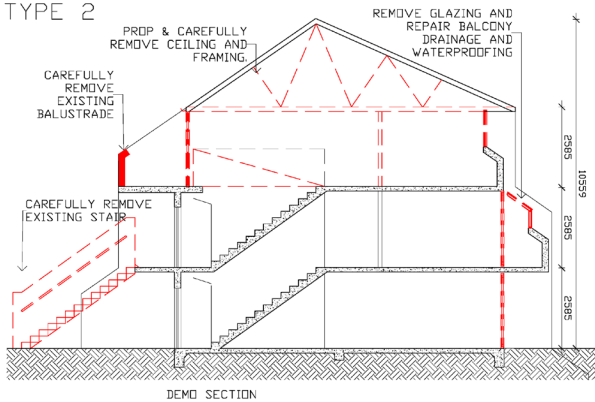 TYPE 2
PROP & CAREFULLY
REMOVE CEILING AND
FRAMING.
REMOVE GLAZING AND
REPAIR BALCONY
DRAINAGE AND
WATERPROOFING
CAREFULLY
REMOVE
EXISTING
BALUSTRADE
CAREFULLY REMOVE
EXISTING STAIR
2585
2585
2585
10559
DEMO SECTION